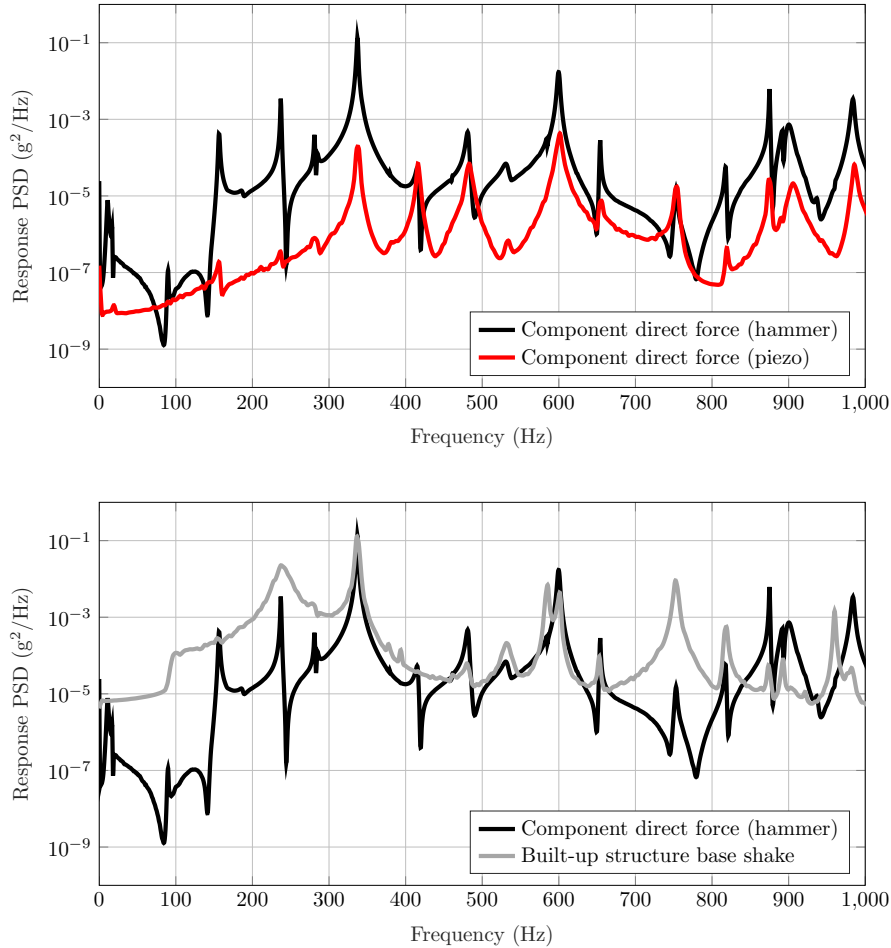 Response PSD (g²/Hz)
10⁻¹
10⁻³
10⁻⁵
10⁻⁷
10⁻⁹
Component direct force (hammer)
Component direct force (piezo)
0 100 200 300 400 500 600 700 800 900 1,000
Frequency (Hz)
Response PSD (g²/Hz)
10⁻¹
10⁻³
10⁻⁵
10⁻⁷
10⁻⁹
Component direct force (hammer)
Built-up structure base shake
0 100 200 300 400 500 600 700 800 900 1,000
Frequency (Hz)